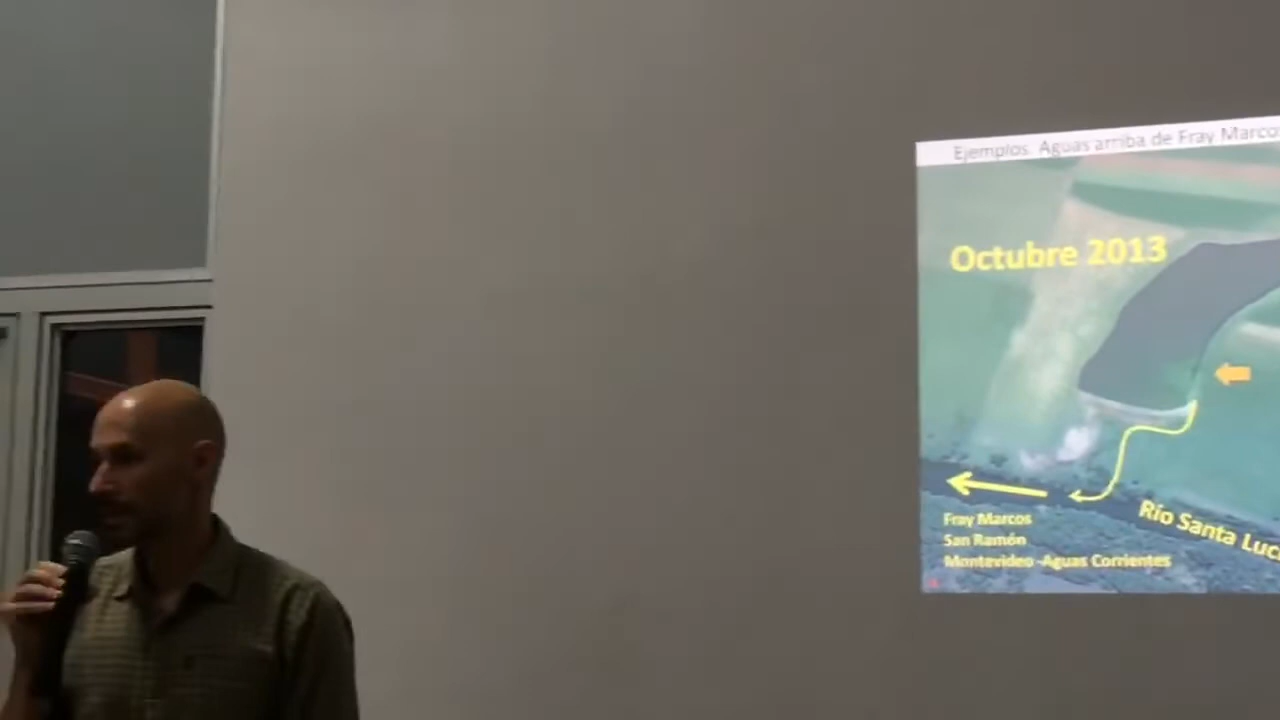 Ejemplos. Aguas arriba de Fray Marcos
Octubre 2013
Río Santa Luc
Fray Marcos
San Ramón
Montevideo -Aguas Corrientes